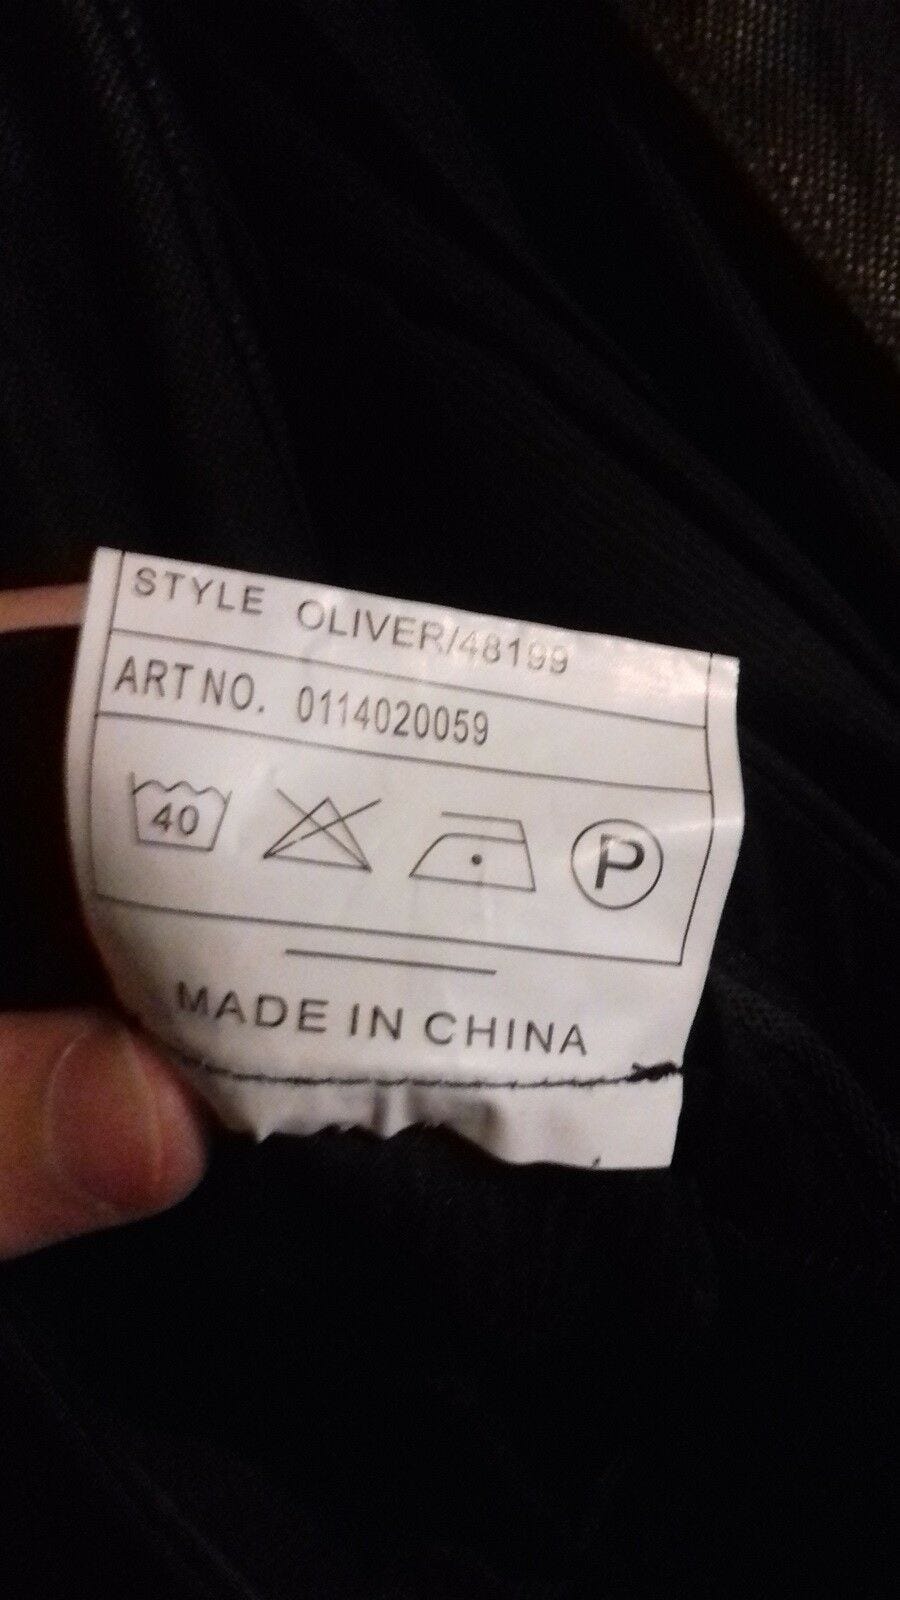 STYLE OLIVER/48199
ART NO. 0114020059
40 P
MADE IN CHINA